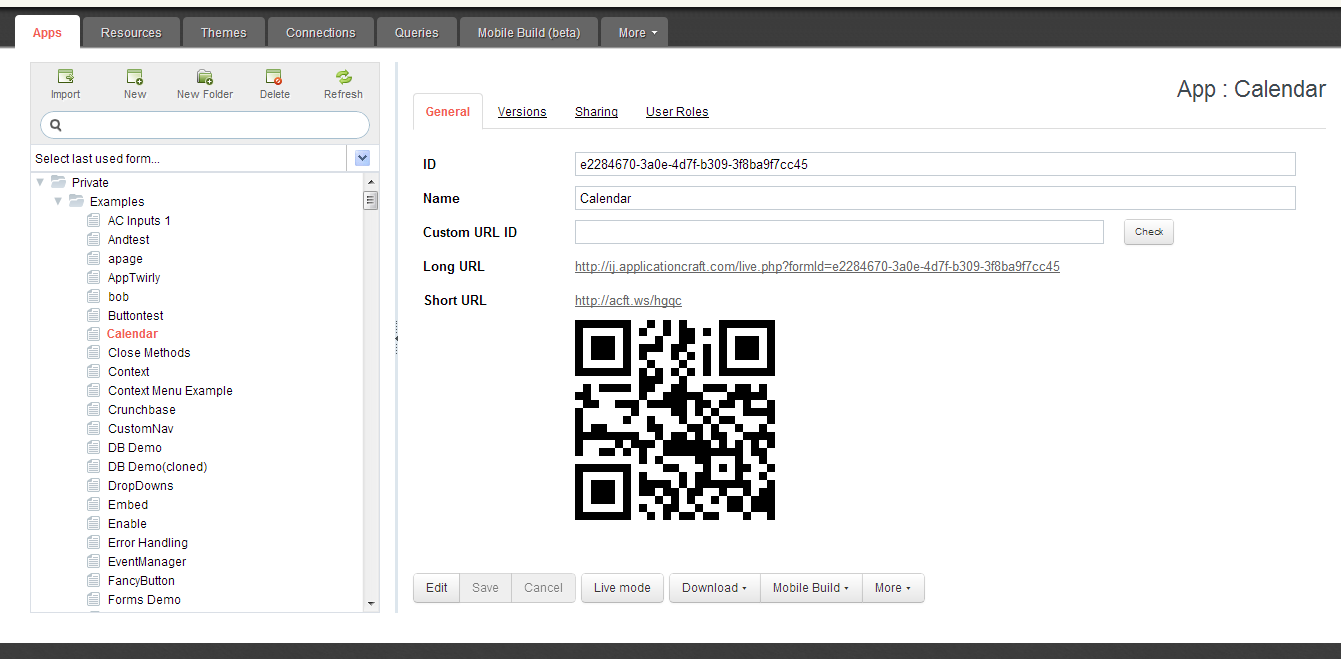 Apps Resources Themes Connections Queries Mobile Build (beta) More
Import New New Folder Delete Refresh
Select last used form...
Private
Examples
AC Inputs 1
Andtest
apage
AppTwirly
bob
Buttontest
Calendar
Close Methods
Context
Context Menu Example
Crunchbase
CustomNav
DB Demo
DB Demo(cloned)
DropDowns
Embed
Enable
Error Handling
EventManager
FancyButton
Forms Demo
App : Calendar
General Versions Sharing User Roles
ID e2284670-3a0e-4d7f-b309-3f8ba9f7cc45
Name Calendar
Custom URL ID Check
Long URL http://ij.applicationcraft.com/live.php?formId=e2284670-3a0e-4d7f-b309-3f8ba9f7cc45
Short URL http://acft.ws/hgqc
Edit Save Cancel Live mode Download Mobile Build More